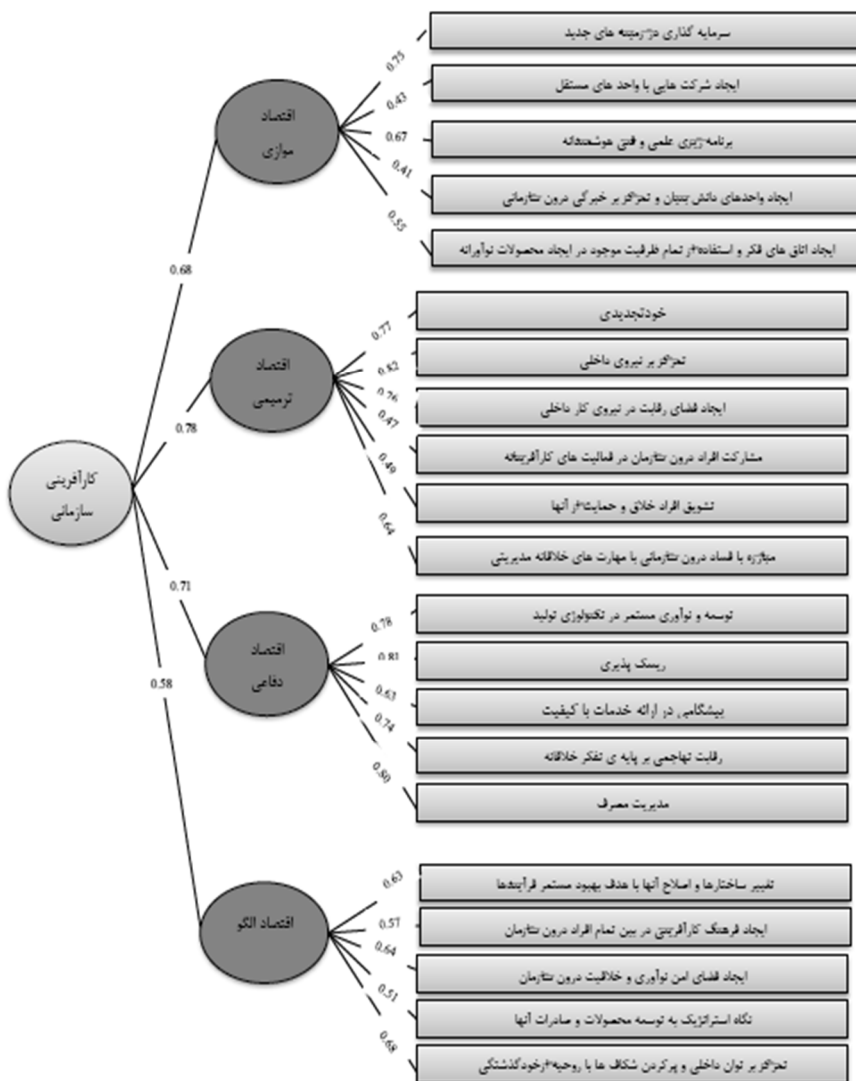 سرمایه گذاری در زمینه های جدید
0.75
ایجاد شرکت هایی با واحد های مستقل
0.43
برنامه ریزی علمی و فنی هوشمندانه
0.67
ایجاد واحدهای دانش بنیان و تمرکز بر خبرگی درون سازمانی
0.41
ایجاد اتاق های فکر و استفاده از تمام ظرفیت موجود در ایجاد محصولات نوآورانه
0.55
اقتصاد
موازی
0.68
خودتجدیدی
0.77
تمرکز بر نیروی داخلی
0.82
ایجاد فضای رقابت در نیروی کار داخلی
0.76
مشارکت افراد درون سازمان در فعالیت های کارآفرینانه
0.47
تشویق افراد خلاق و حمایت از آنها
0.49
مبارزه با فساد درون سازمانی با مهارت های خلاقانه مدیریتی
0.64
اقتصاد
ترمیمی
0.78
کارآفرینی
سازمانی
توسعه و نوآوری مستمر در تکنولوژی تولید
0.78
ریسک پذیری
0.81
پیشگامی در ارائه خدمات با کیفیت
0.63
رقابت تهاجمی بر پایه ی تفکر خلاقانه
0.74
مدیریت مصرف
0.80
اقتصاد
دفاعی
0.71
تغییر ساختارها و اصلاح آنها با هدف بهبود مستمر فرآیندها
0.63
ایجاد فرهنگ کارآفرینی در بین تمام افراد درون سازمان
0.57
ایجاد فضای امن نوآوری و خلاقیت درون سازمان
0.64
نگاه استراتژیک به توسعه محصولات و صادرات آنها
0.51
تمرکز بر توان داخلی و پرکردن شکاف ها با روحیه از خودگذشتگی
0.68
اقتصاد الگو
0.58